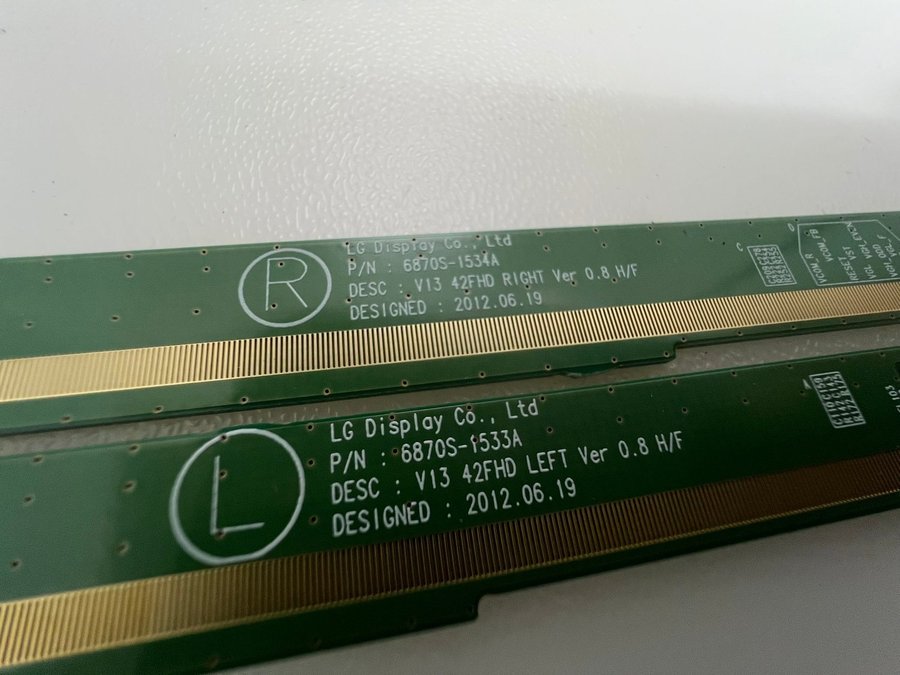 R
LG Display Co., Ltd
P/N : 6870S-1534A
DESC : V13 42FHD RIGHT Ver 0.8 H/F
DESIGNED : 2012.06.19
L
LG Display Co., Ltd
P/N : 6870S-1533A
DESC : V13 42FHD LEFT Ver 0.8 H/F
DESIGNED : 2012.06.19